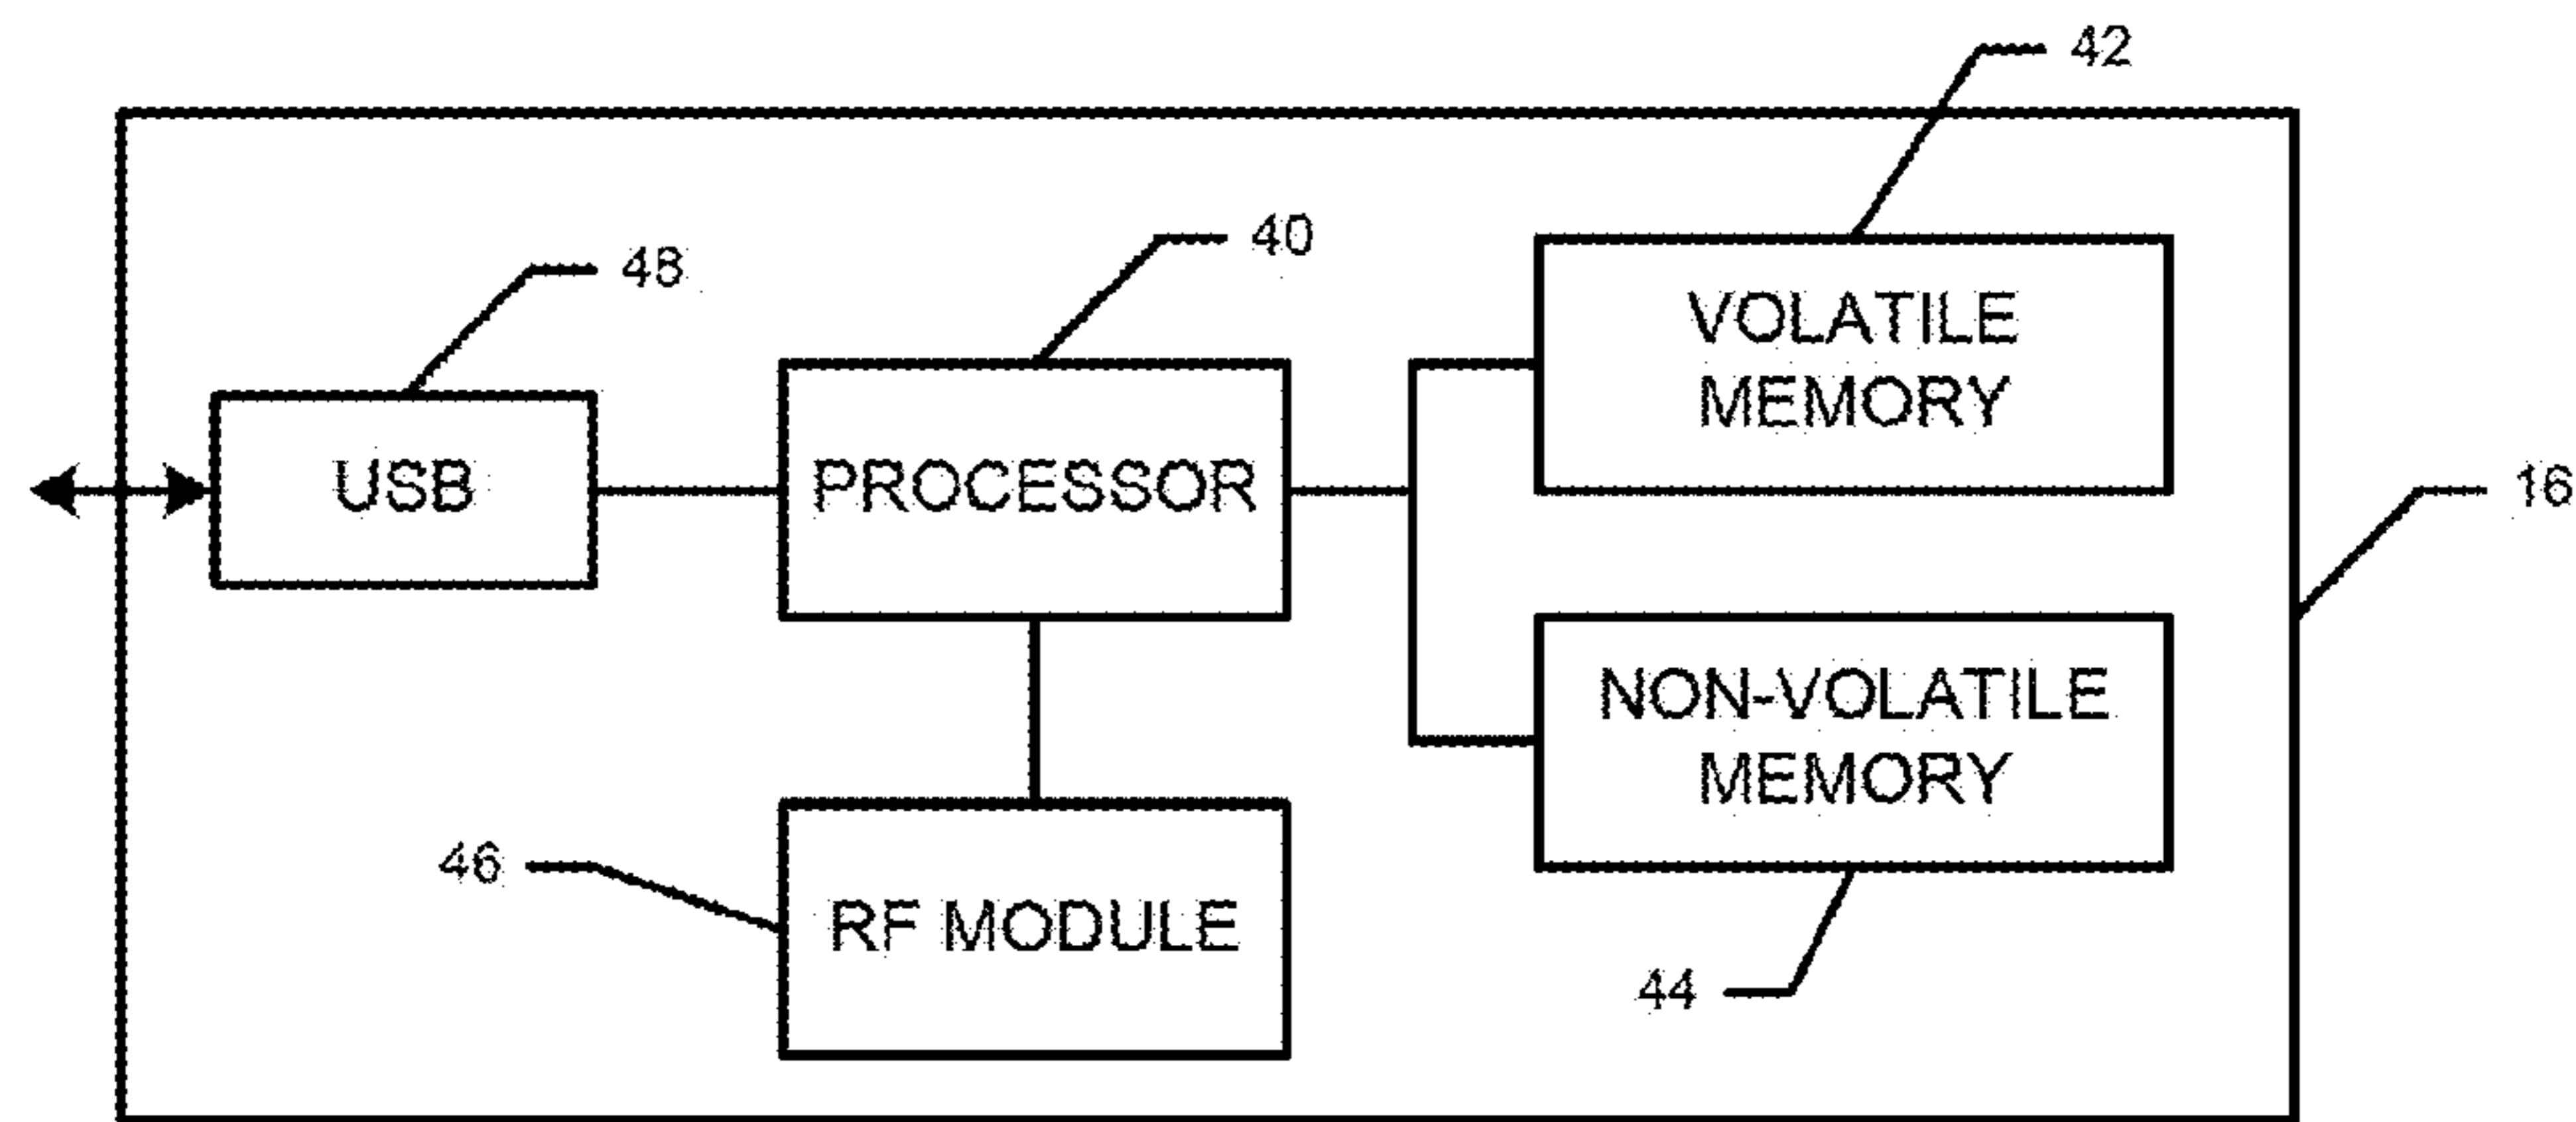 42
40
48
VOLATILE
MEMORY
USB
PROCESSOR
16
NON-VOLATILE
MEMORY
46
RF MODULE
44